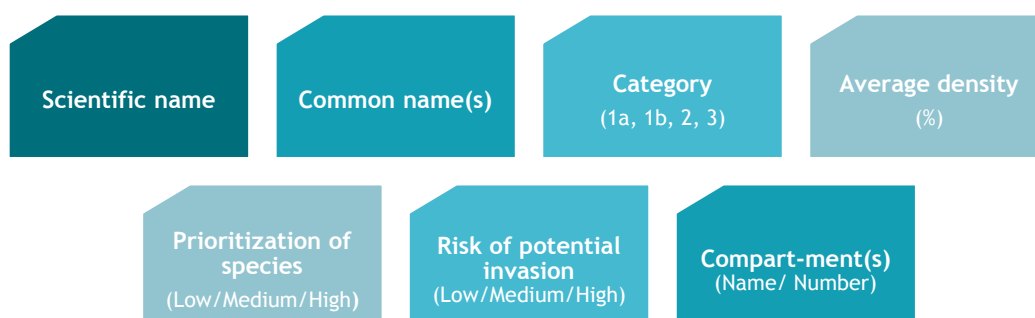 Scientific name
Common name(s)
Category
(1a, 1b, 2, 3)
Average density
(%)
Prioritization of
species
(Low/Medium/High)
Risk of potential
invasion
(Low/Medium/High)
Compart-ment(s)
(Name/ Number)